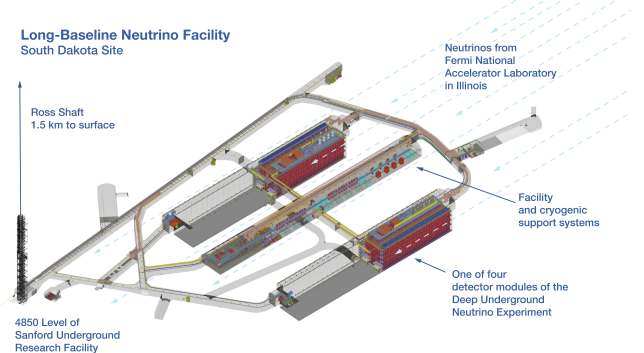 Long-Baseline Neutrino Facility
South Dakota Site
Neutrinos from
Fermi National
Accelerator Laboratory
in Illinois
Ross Shaft
1.5 km to surface
Facility
and cryogenic
support systems
One of four
detector modules of the
Deep Underground
Neutrino Experiment
4850 Level of
Sanford Underground
Research Facility